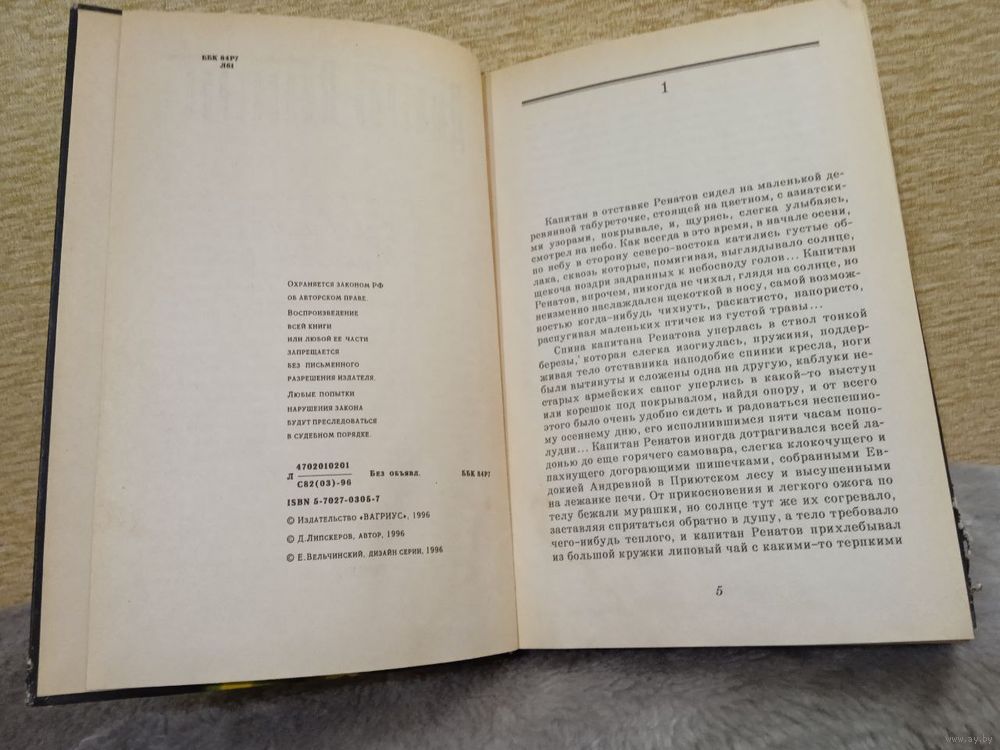 ББК 84Р7
Л61
Охраняется законом РФ
об авторском праве.
Воспроизведение
всей книги
или любой ее части
запрещается
без письменного
разрешения издателя.
Любые попытки
нарушения закона
будут преследоваться
в судебном порядке.
4702010201
Л Без объявл. ББК 84Р7
С82(03)-96
ISBN 5-7027-0305-7
© Издательство «ВАГРИУС», 1996
© Д.Липскеров, автор, 1996
© Е.Вельчинский, дизайн серии, 1996
1
Капитан в отставке Ренатов сидел на маленькой де-
ревянной табуреточке, стоящей на цветном, с азиатски-
ми узорами, покрывале, и, щурясь, слегка улыбаясь,
смотрел на небо. Как всегда в это время, в начале осени,
по небу в сторону северо-востока катились густые об-
лака, сквозь которые, помигивая, выглядывало солнце,
щекоча воздри задранных к небосводу голов... Капитан
Ренатов, впрочем, никогда не чихал, глядя на солнце, но
неизменно наслаждался щекоткой в носу, самой возмож-
ностью когда-нибудь чихнуть, раскатисто, напористо,
распугивая маленьких птичек из густой травы...
Спина капитана Ренатова уперлась в ствол тонкой
березы, которая слегка изогнулась, пружиня, поддер-
живая тело отставника наподобие спинки кресла, ноги
были вытянуты и сложены одна на другую, каблуки не-
старых армейских сапог уперлись в какой-то выступ
или корешок под покрывалом, найдя опору, и от всего
этого было очень удобно сидеть и радоваться неспешно-
му осеннему дню, его исполнившимся пяти часам попо-
лудни... Капитан Ренатов иногда дотрагивался всей ла-
донью до еще горячего самовара, слегка клокочущего и
пахнущего догорающими шишечками, собранными Ев-
докией Андревной в Приютском лесу и высушенными
на лежанке печи. От прикосновения и легкого ожога по
телу бежали мурашки, но солнце тут же их согревало,
заставляя спрятаться обратно в душу, а тело требовало
чего-нибудь теплого, и капитан Ренатов прихлебывал
из большой кружки липовый чай с какими-то терпкими
5
www.ay.by